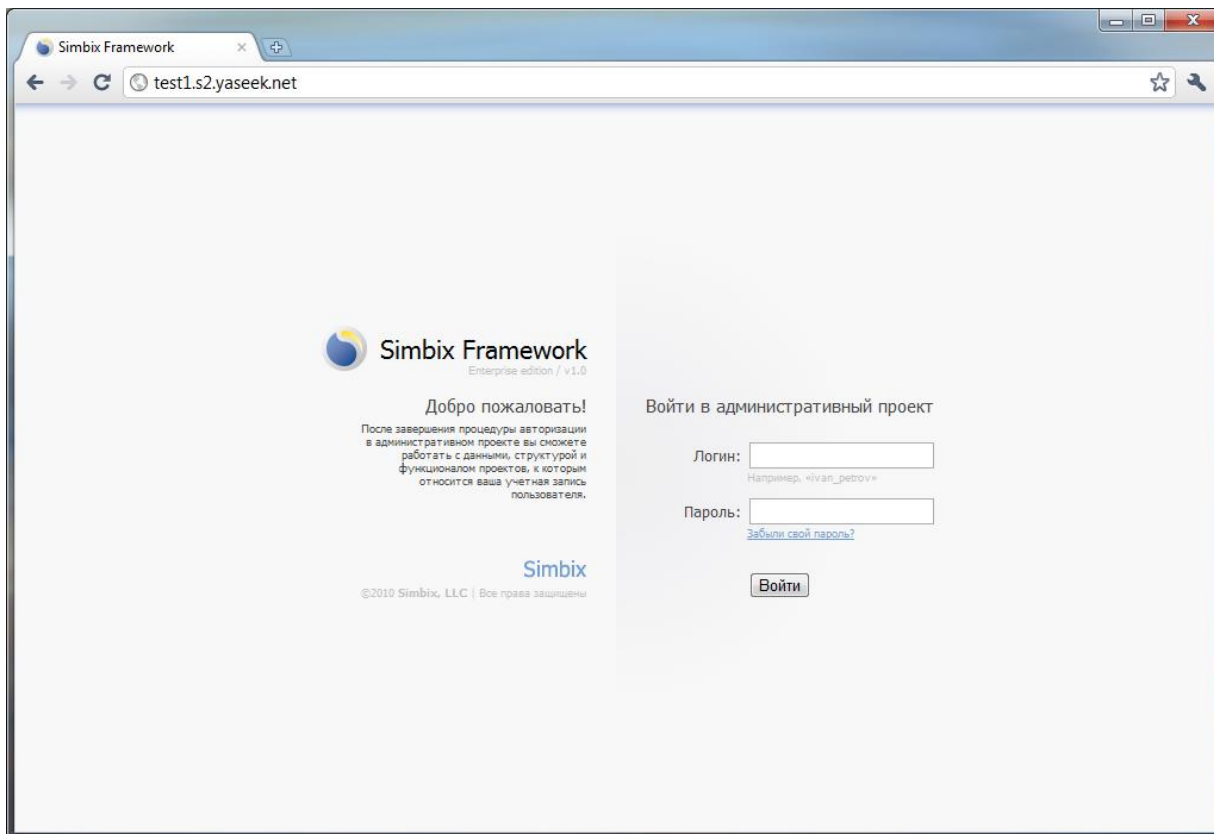 Simbix Framework
test1.s2.yaseek.net
Simbix Framework
Enterprise edition / v1.0
Добро пожаловать!
После завершения процедуры авторизации
в административном проекте вы сможете
работать с данными, структурой и
функционалом проектов, к которым
относится ваша учетная запись
пользователя.
Simbix
©2010 Simbix, LLC | Все права защищены
Войти в административный проект
Логин:
Например, «ivan_petrov»
Пароль:
Забыли свой пароль?
Войти